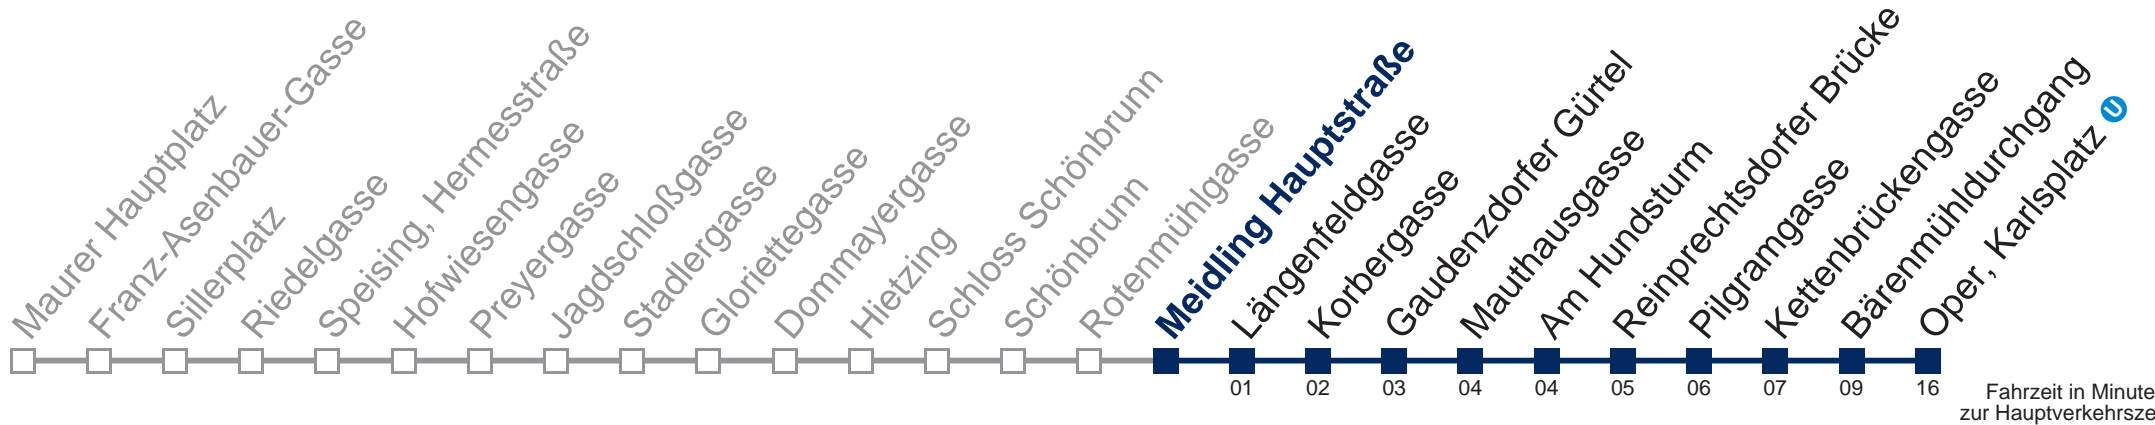 Maurer Hauptplatz
Franz-Asenbauer-Gasse
Sillerplatz
Riedelgasse
Speising, Hermesstraße
Hofwiesengasse
Preyergasse
Jagdschloßgasse
Stadlergasse
Gloriettegasse
Dommayergasse
Hietzing
Schloss Schönbrunn
Schönbrunn
Rotenmühlgasse
Meidling Hauptstraße
Längenfeldgasse
Korbergasse
Gaudenzdorfer Gürtel
Mauthausgasse
Am Hundsturm
Reinprechtsdorfer Brücke
Pilgramgasse
Kettenbrückengasse
Bärenmühldurchgang
Oper, Karlsplatz U
01 02 03 04 04 05 06 07 09 16
Fahrzeit in Minute
zur Hauptverkehrsze